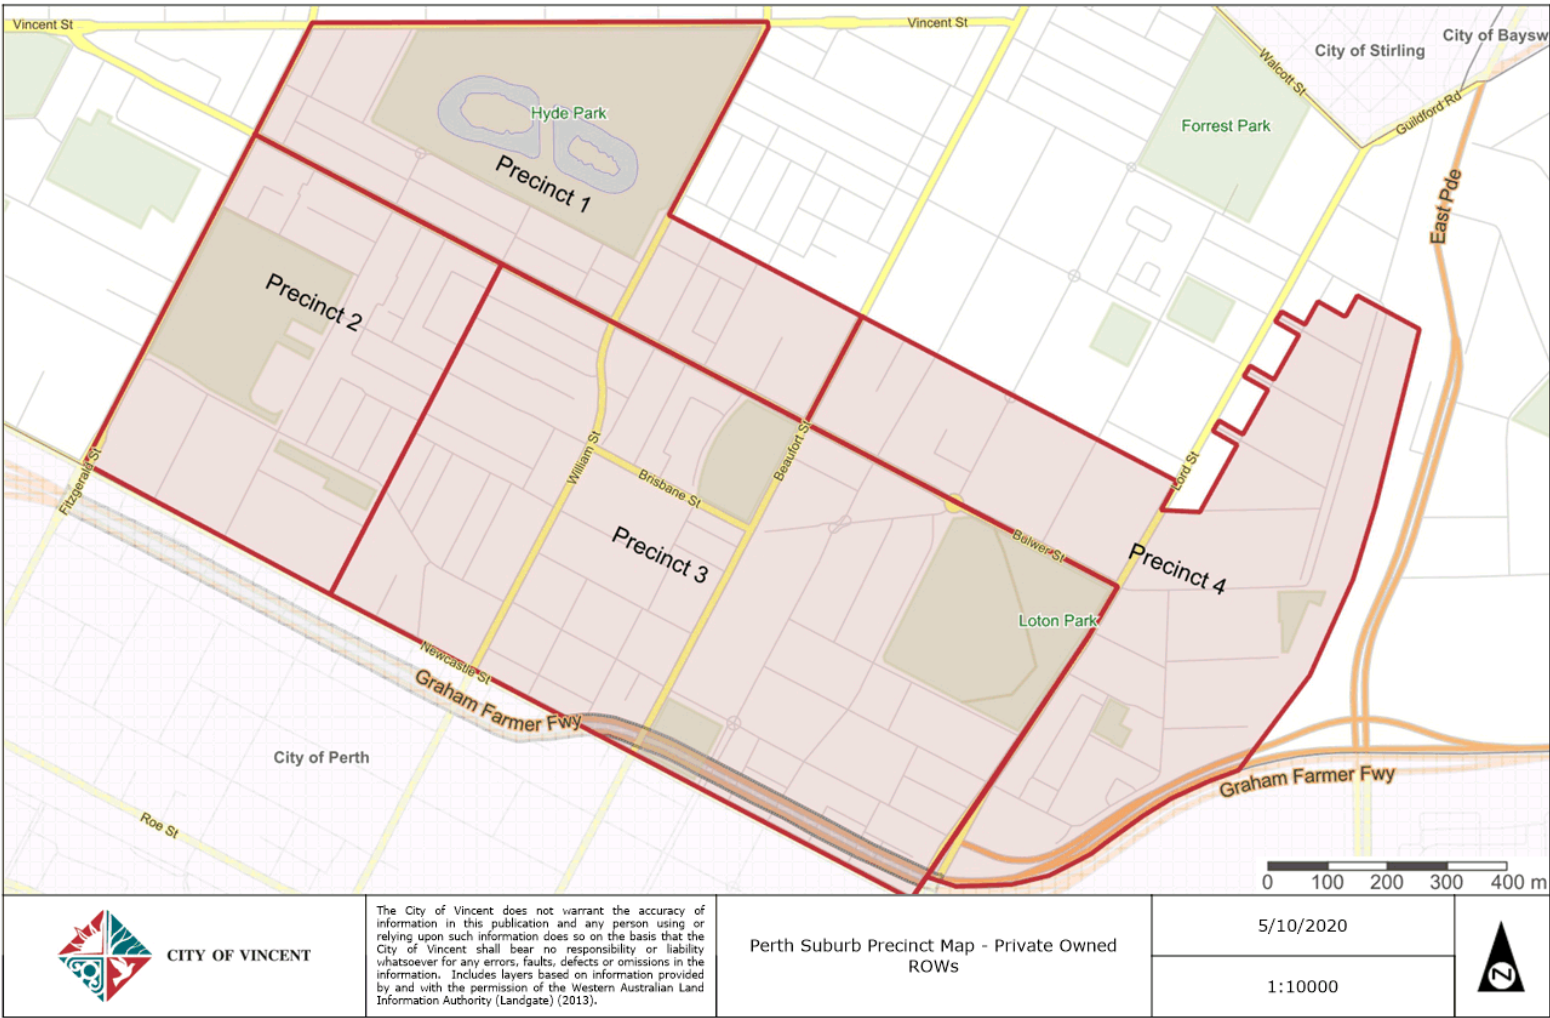 Vincent St
Vincent St
City of Baysw
City of Stirling
Walcott St
Guildford Rd
Hyde Park
Forrest Park
Precinct 1
East Pde
Precinct 2
William St
Beaufort St
Brisbane St
Lord St
Fitzgerald St
Precinct 3
Bulwer St
Precinct 4
Loton Park
Newcastle St
Graham Farmer Fwy
City of Perth
Graham Farmer Fwy
Roe St
0 100 200 300 400 m
CITY OF VINCENT
The City of Vincent does not warrant the accuracy of
information in this publication and any person using or
relying upon such information does so on the basis that the
City of Vincent shall bear no responsibility or liability
whatsoever for any errors, faults, defects or omissions in the
information. Includes layers based on information provided
by and with the permission of the Western Australian Land
Information Authority (Landgate) (2013).
Perth Suburb Precinct Map - Private Owned
ROWs
5/10/2020
1:10000
N